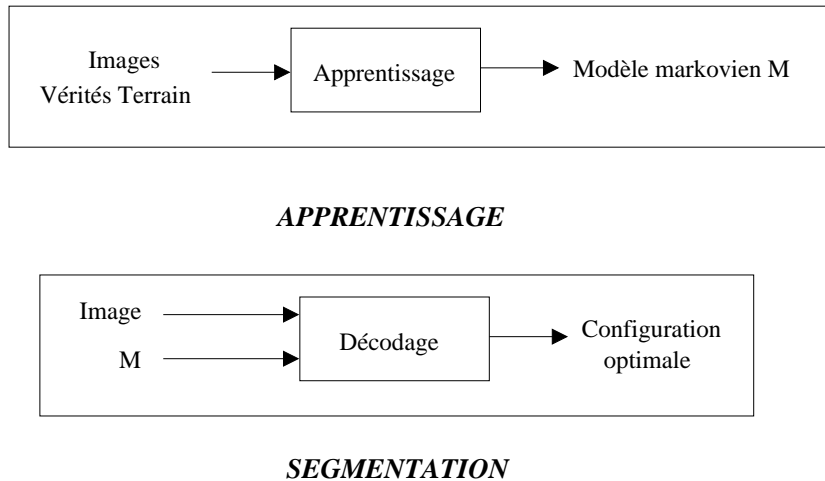 Images
Vérités Terrain
Apprentissage
Modèle markovien M
APPRENTISSAGE
Image
M
Décodage
Configuration
optimale
SEGMENTATION